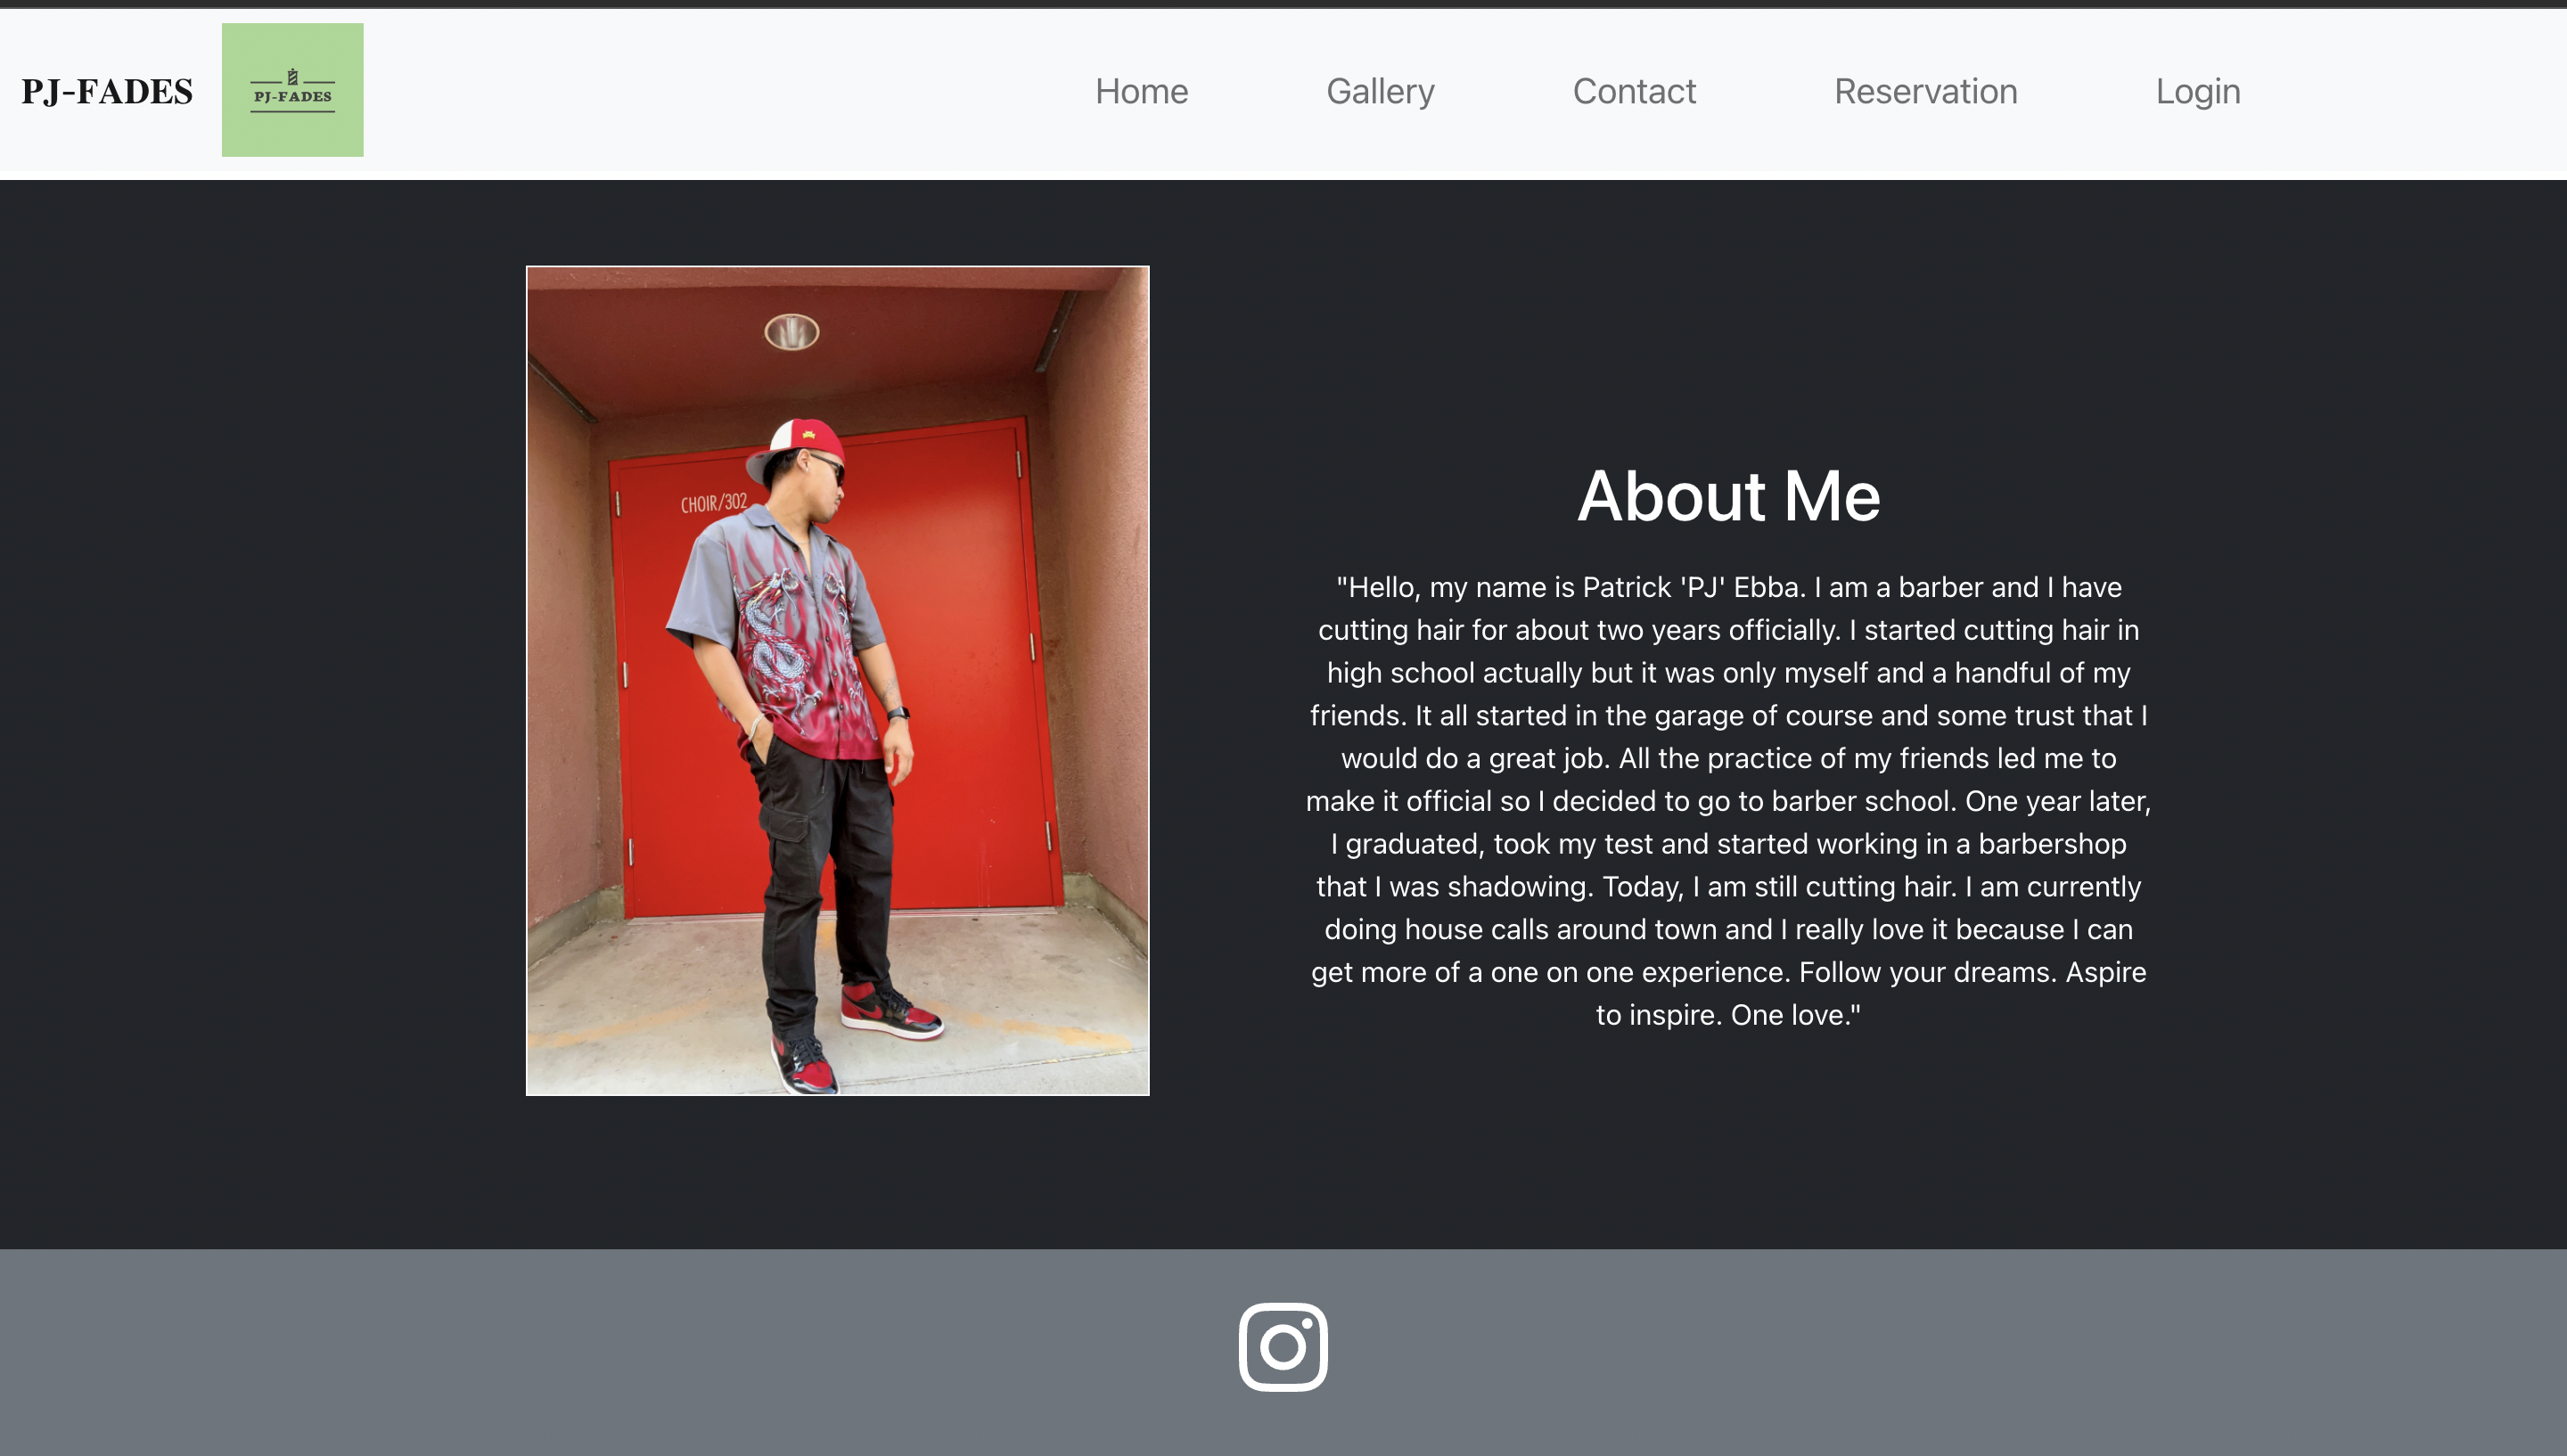 PJ-FADES
PJ-FADES
Home
Gallery
Contact
Reservation
Login
CHOIR/302
About Me
"Hello, my name is Patrick 'PJ' Ebba. I am a barber and I have
cutting hair for about two years officially. I started cutting hair in
high school actually but it was only myself and a handful of my
friends. It all started in the garage of course and some trust that I
would do a great job. All the practice of my friends led me to
make it official so I decided to go to barber school. One year later,
I graduated, took my test and started working in a barbershop
that I was shadowing. Today, I am still cutting hair. I am currently
doing house calls around town and I really love it because I can
get more of a one on one experience. Follow your dreams. Aspire
to inspire. One love."